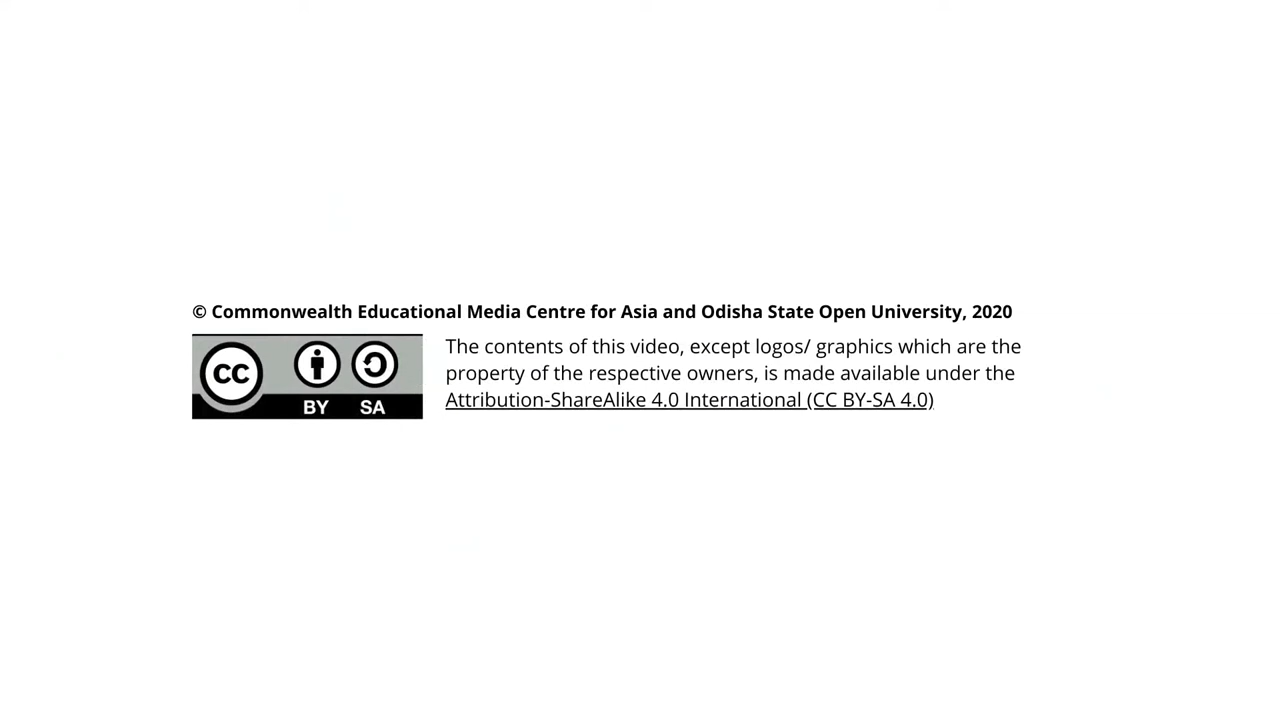 © Commonwealth Educational Media Centre for Asia and Odisha State Open University, 2020
The contents of this video, except logos/ graphics which are the
property of the respective owners, is made available under the
Attribution-ShareAlike 4.0 International (CC BY-SA 4.0)
CC
BY SA